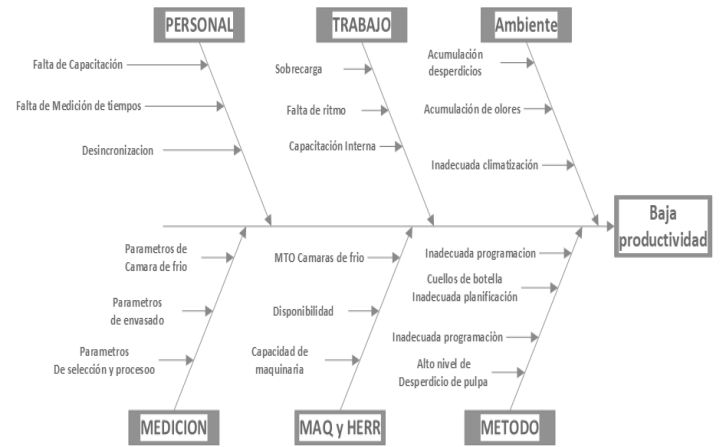 PERSONAL
TRABAJO
Ambiente
Falta de Capacitación
Falta de Medición de tiempos
Desincronizacion
Sobrecarga
Falta de ritmo
Capacitación Interna
Acumulación
desperdicios
Acumulación de olores
Inadecuada climatización
Baja
productividad
Parametros de
Camara de frio
Parametros
de envasado
Parametros
De selección y procesoo
MTO Camaras de frio
Disponibilidad
Capacidad de
maquinaria
Inadecuada programacion
Cuellos de botella
Inadecuada planificación
Inadecuada programaciòn
Alto nivel de
Desperdicio de pulpa
MEDICION
MAQ y HERR
METODO